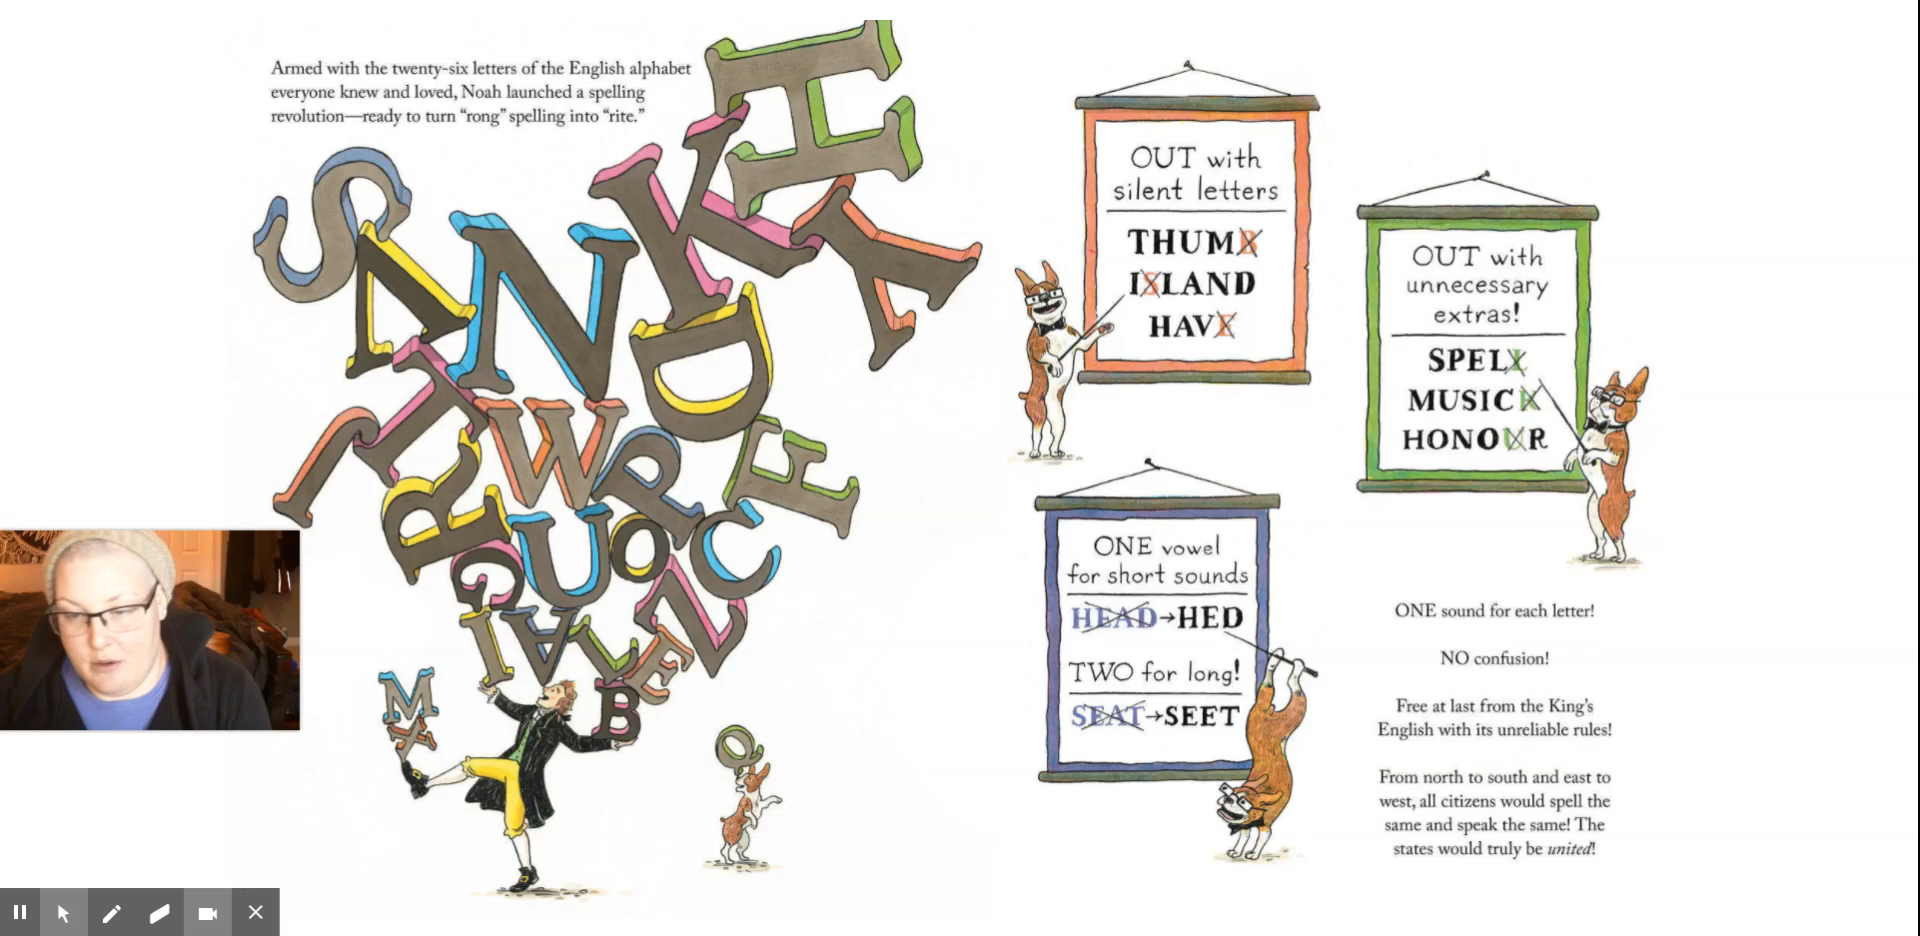 Armed with the twenty-six letters of the English alphabet
everyone knew and loved, Noah launched a spelling
revolution—ready to turn “rong” spelling into “rite.”
S
A
N
K
H
Y
D
T
J
R
W
P
F
G
U
O
C
Z
I
V
L
E
B
M
X
Q
OUT with
silent letters
THUMB
ISLAND
HAVE
OUT with
unnecessary
extras!
SPELL
MUSICK
HONOUR
ONE vowel
for short sounds
HEAD→HED
TWO for long!
SEAT→SEET
ONE sound for each letter!
NO confusion!
Free at last from the King’s
English with its unreliable rules!
From north to south and east to
west, all citizens would spell the
same and speak the same! The
states would truly be united!